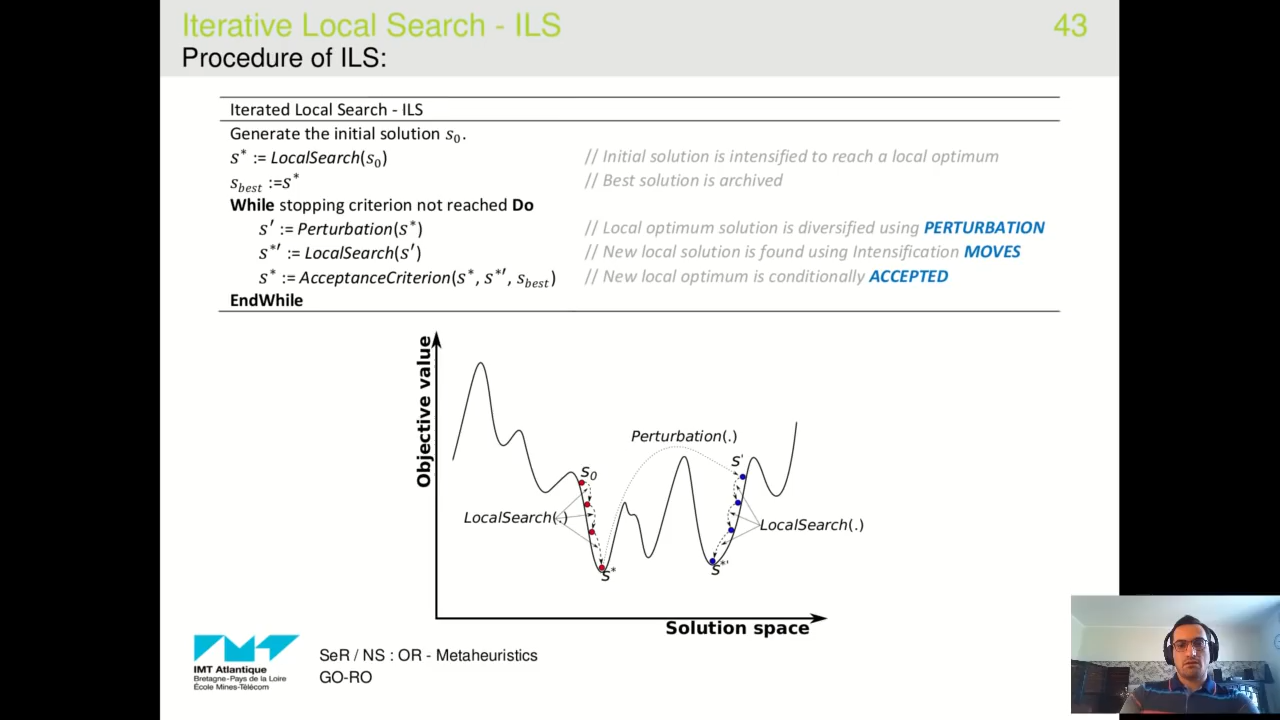 Iterative Local Search - ILS
43
Procedure of ILS:
Iterated Local Search - ILS
Generate the initial solution s₀.
s* := LocalSearch(s₀) // Initial solution is intensified to reach a local optimum
s_best :=s* // Best solution is archived
While stopping criterion not reached Do
s′ := Perturbation(s*) // Local optimum solution is diversified using PERTURBATION
s*′ := LocalSearch(s′) // New local solution is found using Intensification MOVES
s* := AcceptanceCriterion(s*, s*′, s_best) // New local optimum is conditionally ACCEPTED
EndWhile
Objective value
Perturbation(.)
s₀
s'
LocalSearch(.)
LocalSearch(.)
s*
s*'
Solution space
IMT Atlantique
Bretagne-Pays de la Loire
École Mines-Télécom
SeR / NS : OR - Metaheuristics
GO-RO